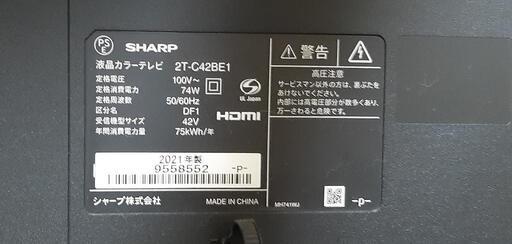 PS
E
SHARP
液晶カラーテレビ 2T-C42BE1
定格電圧 100V~
定格消費電力 74W
定格周波数 50/60Hz
区分名 DF1
受信機型サイズ 42V
年間消費電力量 75kWh/年
UL Japan
HDMI
2021年製
9558552 -P-
シャープ株式会社 MADE IN CHINA
警告
高圧注意
サービスマン以外の方は、裏ぶたを
あけないでください。
内部には高電圧部分が数多くあり、
万一さわると危険です。
-P-